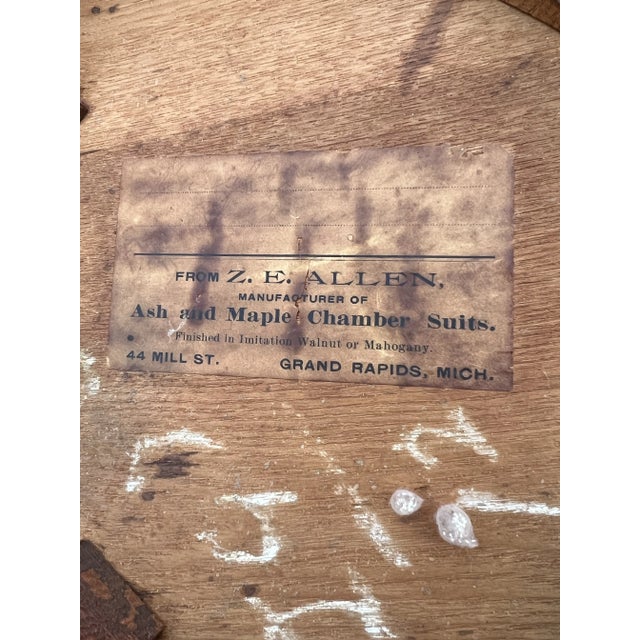 FROM Z. E. ALLEN,
MANUFACTURER OF
Ash and Maple Chamber Suits.
Finished in Imitation Walnut or Mahogany.
44 MILL ST. GRAND RAPIDS, MICH.